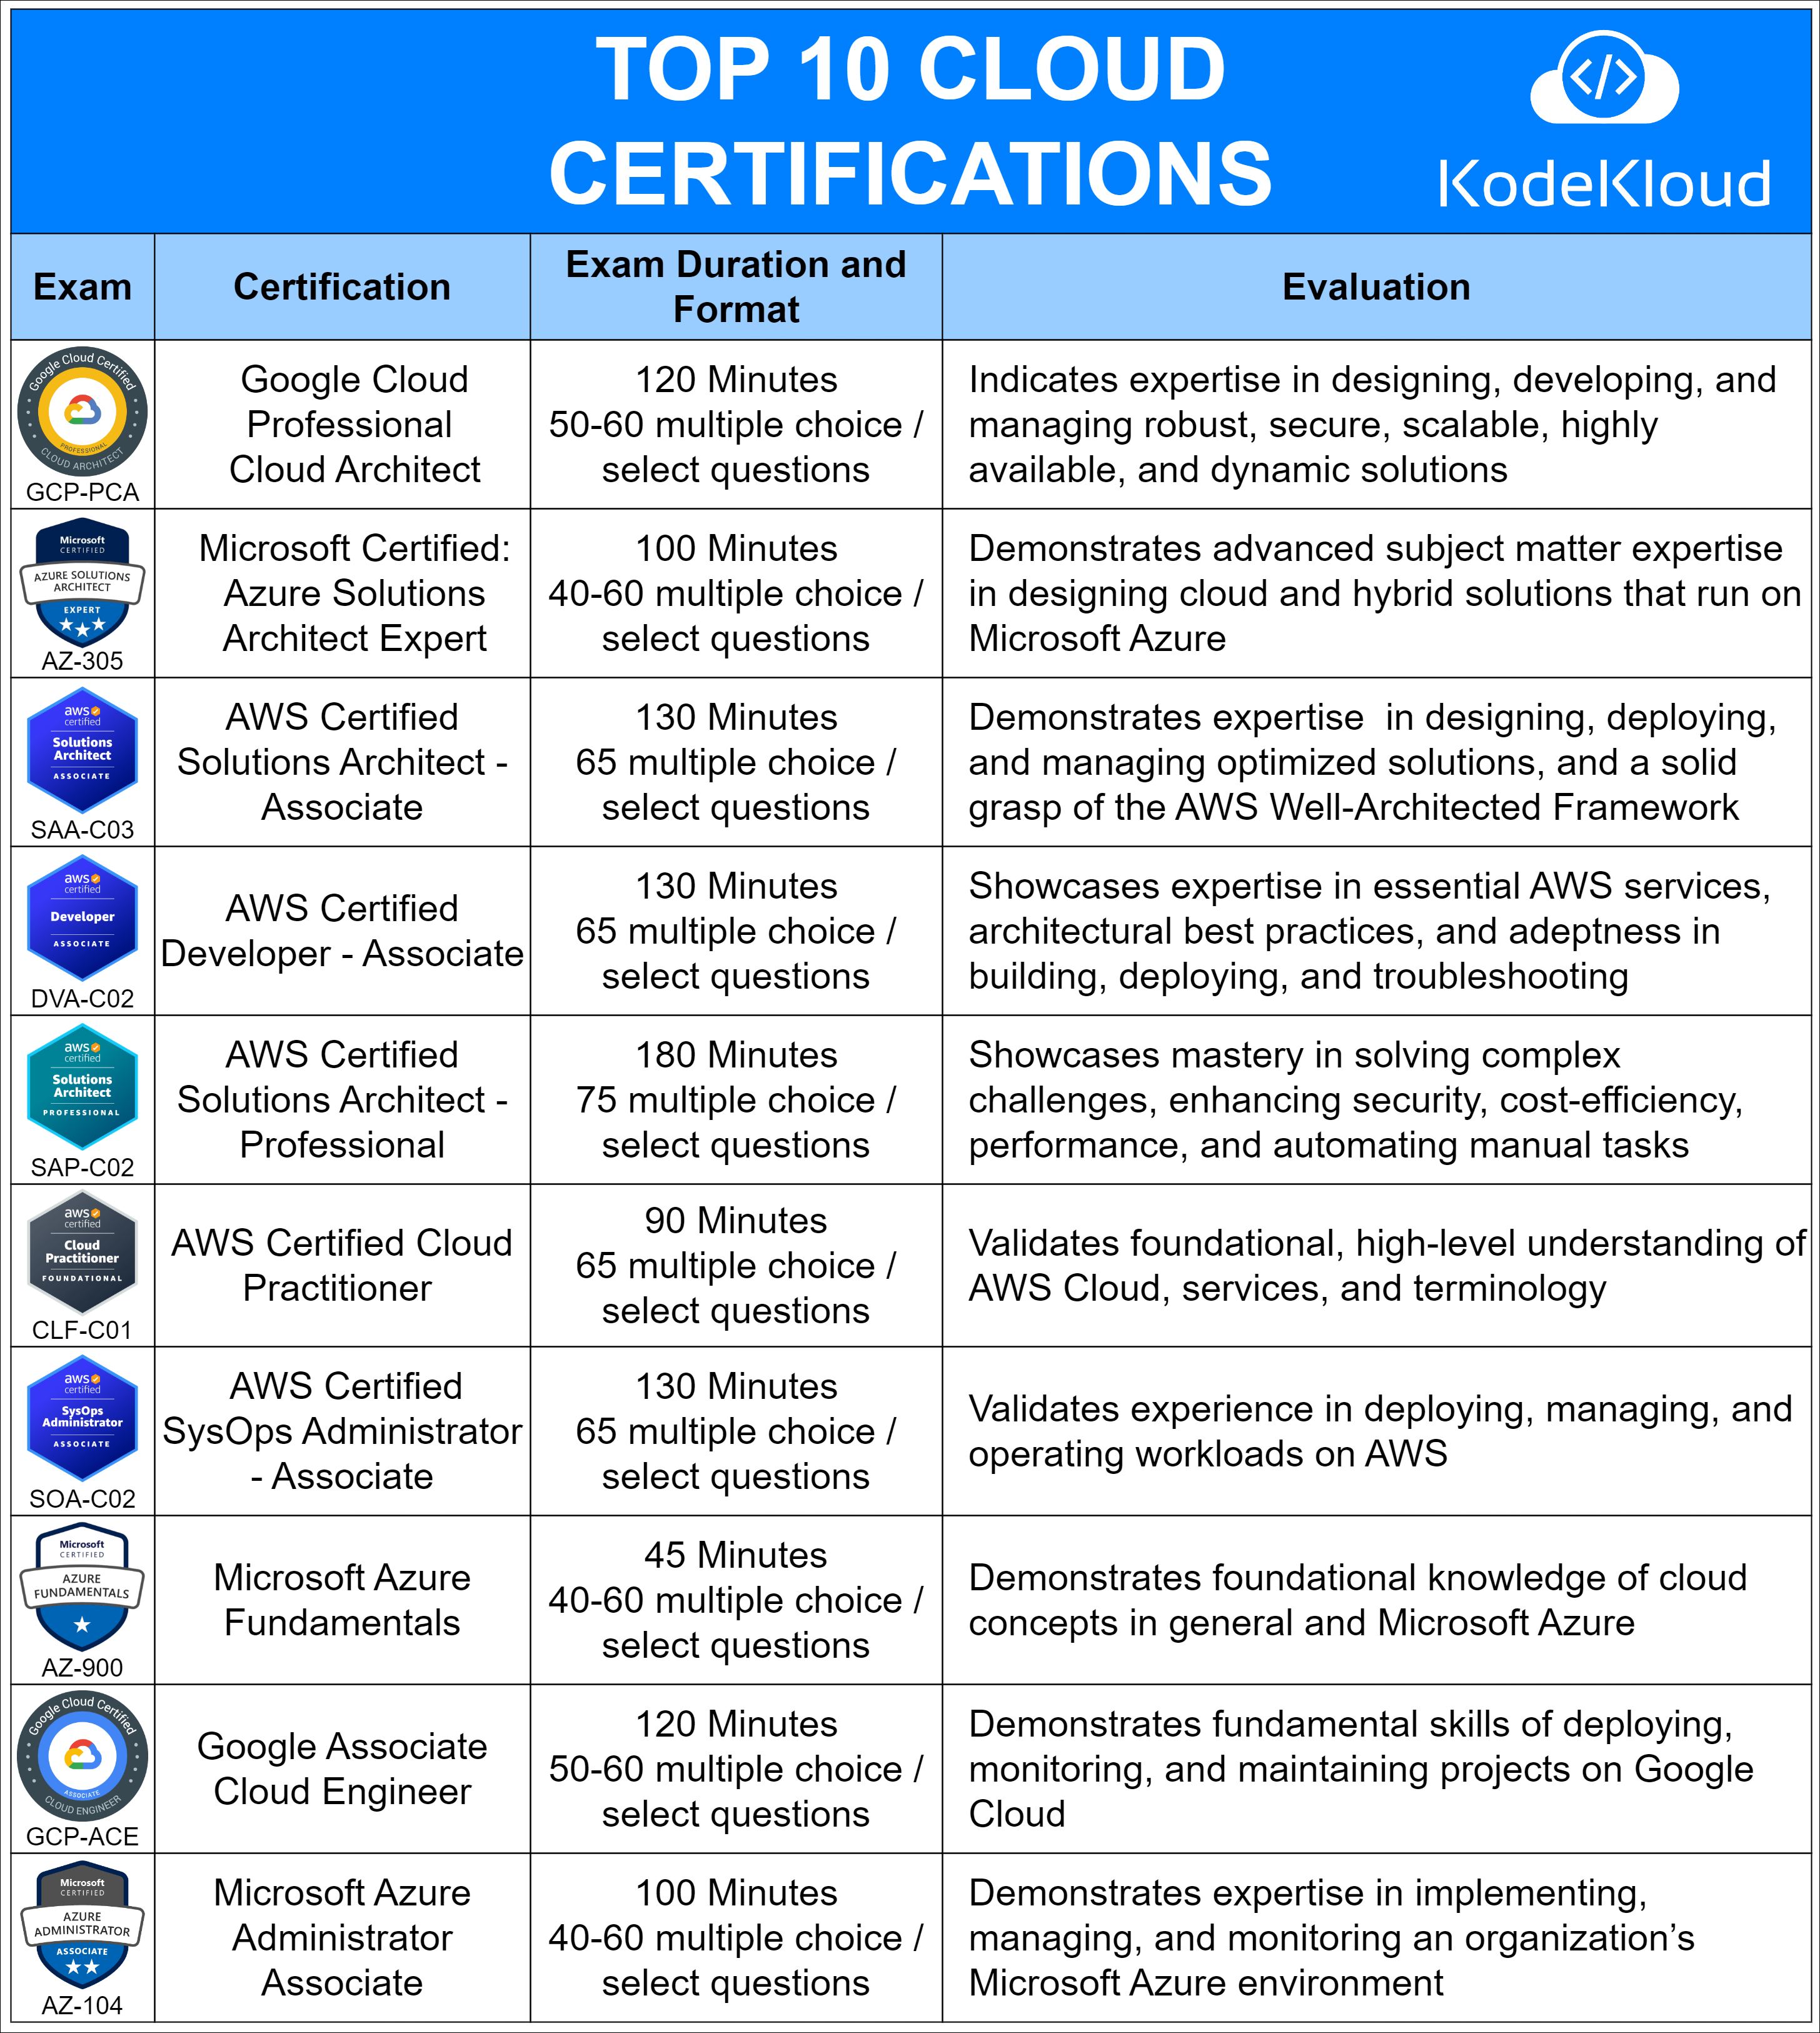 TOP 10 CLOUD
CERTIFICATIONS
</>
KodeKloud
Exam
Certification
Exam Duration and
Format
Evaluation
Google Cloud Certified
PROFESSIONAL
CLOUD ARCHITECT
GCP-PCA
Google Cloud
Professional
Cloud Architect
120 Minutes
50-60 multiple choice /
select questions
Indicates expertise in designing, developing, and
managing robust, secure, scalable, highly
available, and dynamic solutions
Microsoft
CERTIFIED
AZURE SOLUTIONS
ARCHITECT
EXPERT
AZ-305
Microsoft Certified:
Azure Solutions
Architect Expert
100 Minutes
40-60 multiple choice /
select questions
Demonstrates advanced subject matter expertise
in designing cloud and hybrid solutions that run on
Microsoft Azure
aws
certified
Solutions
Architect
ASSOCIATE
SAA-C03
AWS Certified
Solutions Architect -
Associate
130 Minutes
65 multiple choice /
select questions
Demonstrates expertise  in designing, deploying,
and managing optimized solutions, and a solid
grasp of the AWS Well-Architected Framework
aws
certified
Developer
ASSOCIATE
DVA-C02
AWS Certified
Developer - Associate
130 Minutes
65 multiple choice /
select questions
Showcases expertise in essential AWS services,
architectural best practices, and adeptness in
building, deploying, and troubleshooting
aws
certified
Solutions
Architect
PROFESSIONAL
SAP-C02
AWS Certified
Solutions Architect -
Professional
180 Minutes
75 multiple choice /
select questions
Showcases mastery in solving complex
challenges, enhancing security, cost-efficiency,
performance, and automating manual tasks
aws
certified
Cloud
Practitioner
FOUNDATIONAL
CLF-C01
AWS Certified Cloud
Practitioner
90 Minutes
65 multiple choice /
select questions
Validates foundational, high-level understanding of
AWS Cloud, services, and terminology
aws
certified
SysOps
Administrator
ASSOCIATE
SOA-C02
AWS Certified
SysOps Administrator
- Associate
130 Minutes
65 multiple choice /
select questions
Validates experience in deploying, managing, and
operating workloads on AWS
Microsoft
CERTIFIED
AZURE
FUNDAMENTALS
AZ-900
Microsoft Azure
Fundamentals
45 Minutes
40-60 multiple choice /
select questions
Demonstrates foundational knowledge of cloud
concepts in general and Microsoft Azure
Google Cloud Certified
ASSOCIATE
CLOUD ENGINEER
GCP-ACE
Google Associate
Cloud Engineer
120 Minutes
50-60 multiple choice /
select questions
Demonstrates fundamental skills of deploying,
monitoring, and maintaining projects on Google
Cloud
Microsoft
CERTIFIED
AZURE
ADMINISTRATOR
ASSOCIATE
AZ-104
Microsoft Azure
Administrator
Associate
100 Minutes
40-60 multiple choice /
select questions
Demonstrates expertise in implementing,
managing, and monitoring an organization’s
Microsoft Azure environment